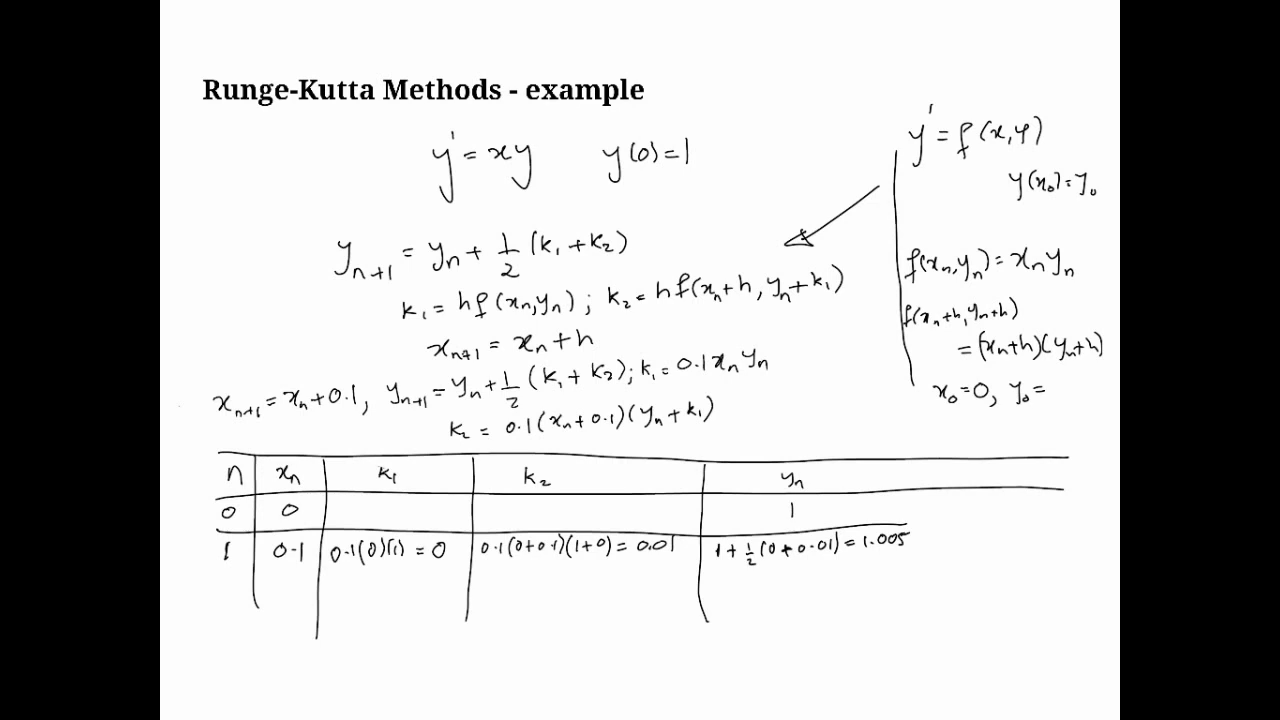 Runge-Kutta Methods - example
y' = xy    y(0) = 1
y' = f(x,y)
y(x₀) = y₀
yₙ₊₁ = yₙ + 1/2 (k₁ + k₂)
k₁ = hf(xₙ,yₙ) ; k₂ = hf(xₙ+h, yₙ+k₁)
xₙ₊₁ = xₙ + h
f(xₙ,yₙ) = xₙyₙ
f(xₙ+h, yₙ+h)
= (xₙ+h)(yₙ+h)
x₀ = 0, y₀ =
xₙ₊₁ = xₙ + 0.1, yₙ₊₁ = yₙ + 1/2 (k₁ + k₂) ; k₁ = 0.1xₙyₙ
k₂ = 0.1(xₙ + 0.1)(yₙ + k₁)
n xₙ k₁ k₂ yₙ
0 0 1
1 0.1 0.1(0)(1) = 0 0.1(0+0.1)(1+0) = 0.01 1 + 1/2 (0 + 0.01) = 1.005